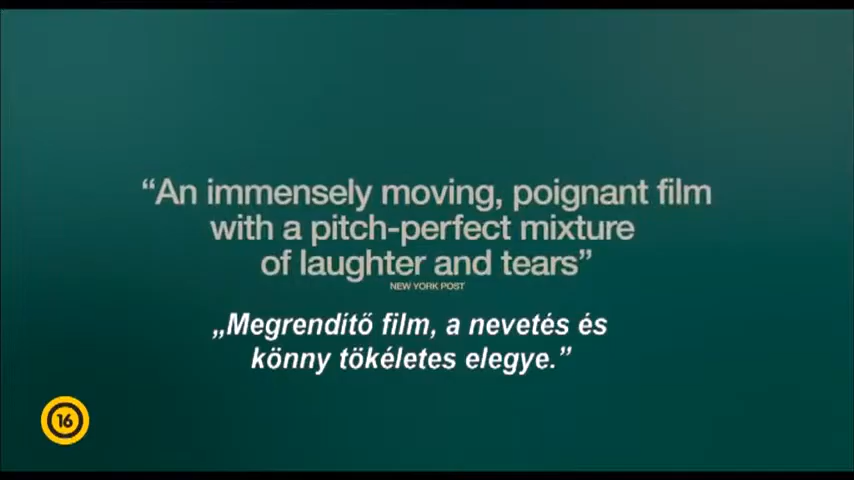 “An immensely moving, poignant film
with a pitch-perfect mixture
of laughter and tears”
NEW YORK POST
„Megrendítő film, a nevetés és
könny tökéletes elegye.”
16